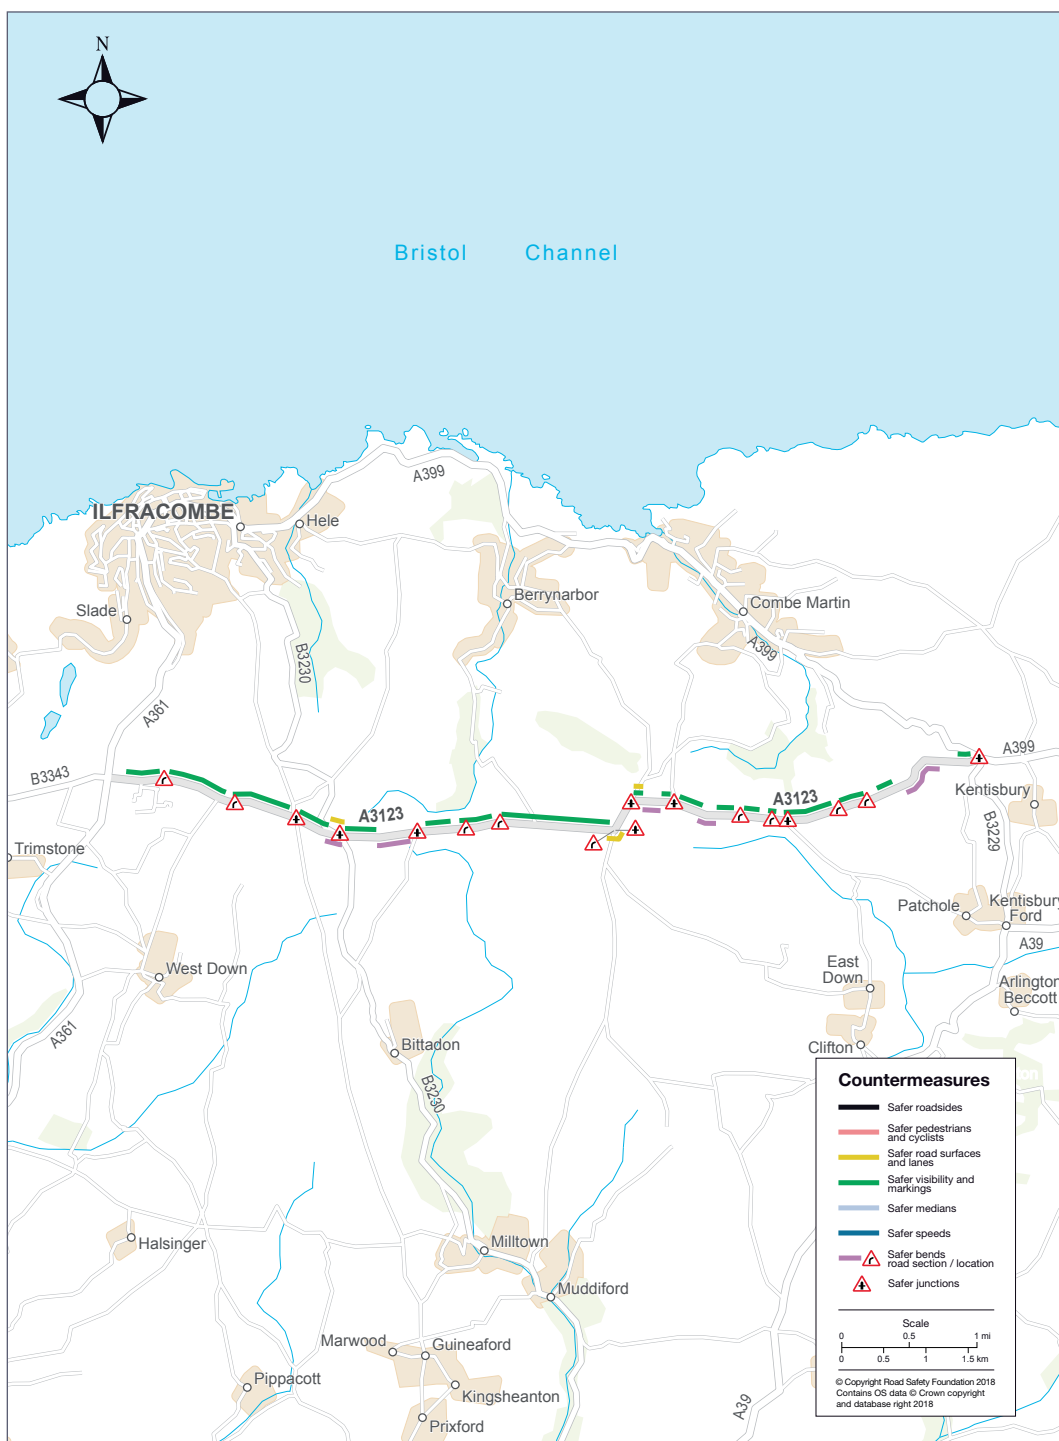 N
Bristol Channel
A399
ILFRACOMBE
Hele
Berrynarbor
Combe Martin
Slade
A399
B3230
A361
A399
B3343
A3123
A3123
Kentisbury
B3229
Trimstone
Patchole
Kentisbury
Ford
A39
West Down
East
Down
Arlington
Beccott
A361
Bittadon
Clifton
B3230
Halsinger
Milltown
Muddiford
Marwood
Guineaford
Pippacott
Kingsheanton
Prixford
A39
Countermeasures
Safer roadsides
Safer pedestrians
and cyclists
Safer road surfaces
and lanes
Safer visibility and
markings
Safer medians
Safer speeds
Safer bends
road section / location
Safer junctions
Scale
0 0.5 1 mi
0 0.5 1 1.5 km
© Copyright Road Safety Foundation 2018
Contains OS data © Crown copyright
and database right 2018